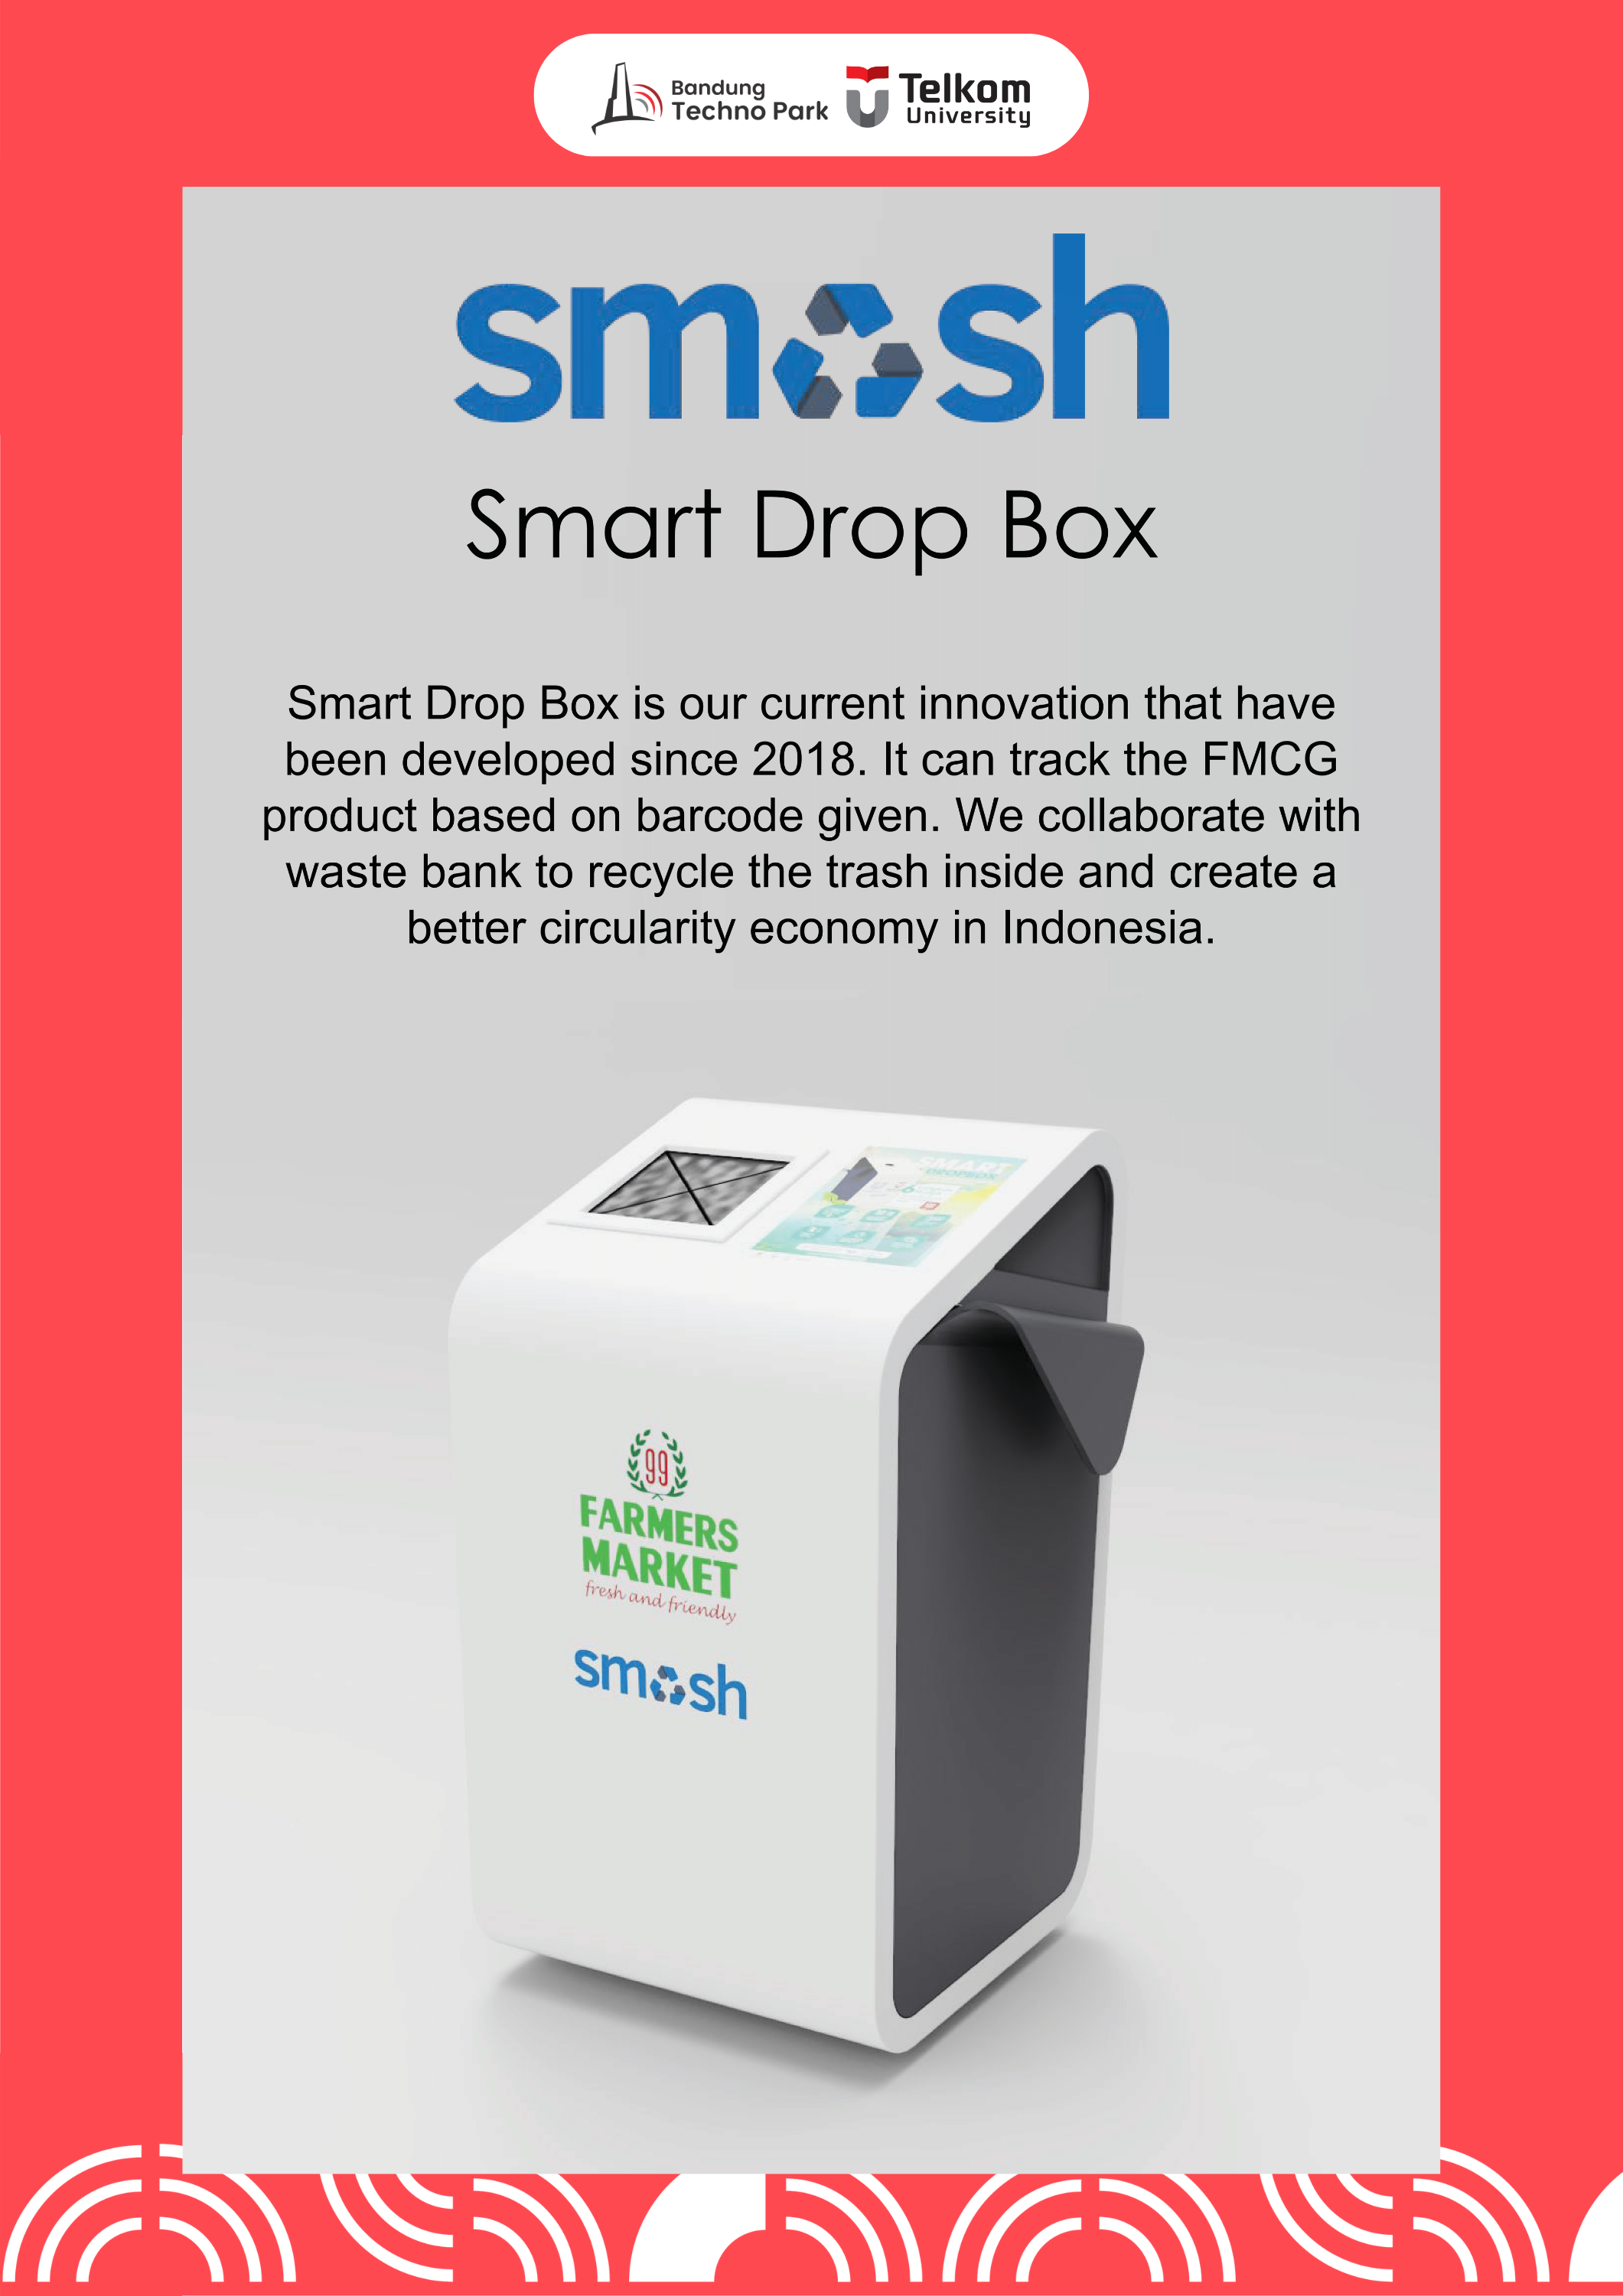 Bandung
Techno Park
Telkom
University
smash
Smart Drop Box
Smart Drop Box is our current innovation that have
been developed since 2018. It can track the FMCG
product based on barcode given. We collaborate with
waste bank to recycle the trash inside and create a
better circularity economy in Indonesia.
SMART
DROPBOX
99
FARMERS
MARKET
fresh and friendly
smash